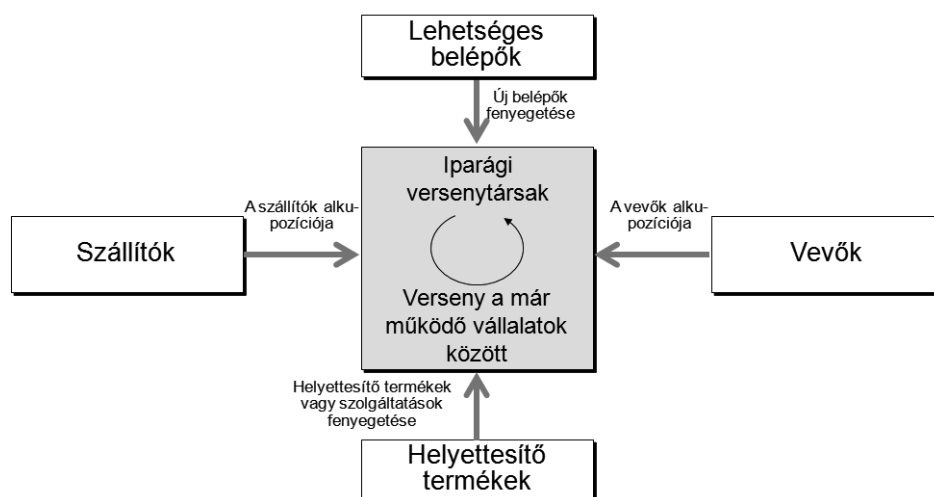 Lehetséges
belépők
Új belépők
fenyegetése
Iparági
versenytársak
A szállítók alku-
pozíciója
A vevők alku-
pozíciója
Szállítók
Vevők
Verseny a már
működő vállalatok
között
Helyettesítő termékek
vagy szolgáltatások
fenyegetése
Helyettesítő
termékek